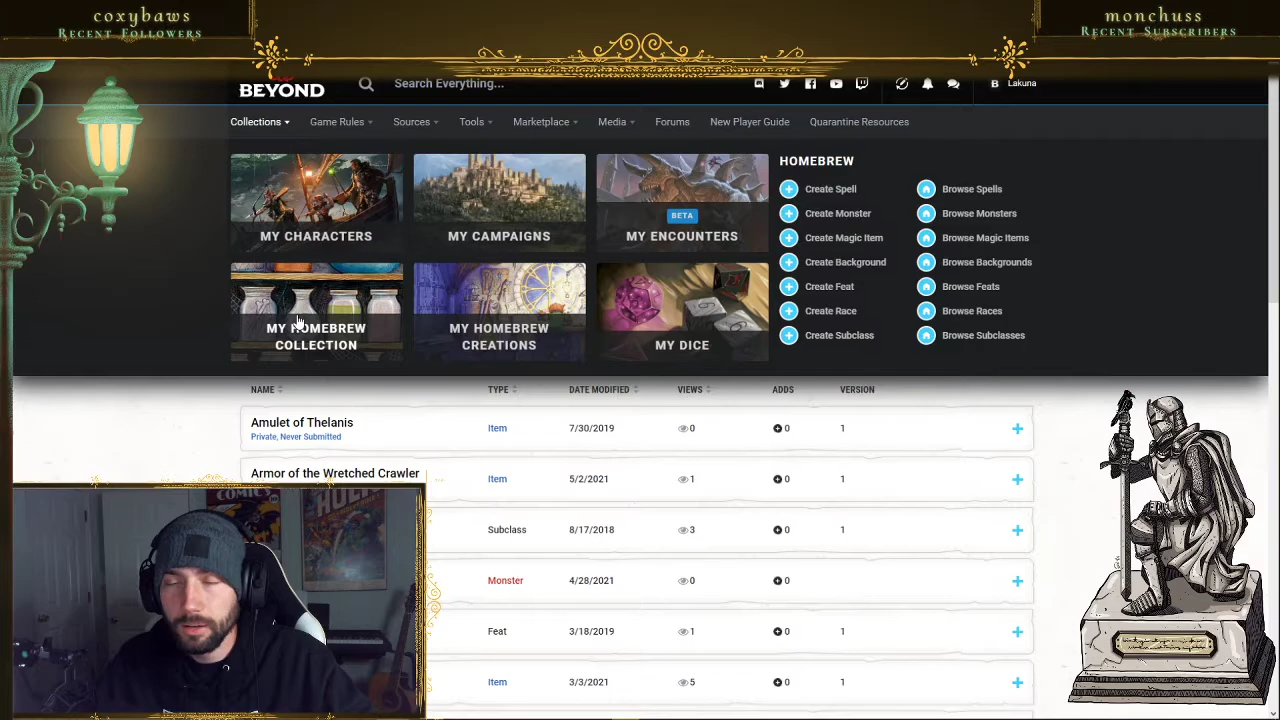 coxybaws
Recent Followers
monchuss
Recent Subscribers
BEYOND
Search Everything...
Lakuna
Collections
Game Rules
Sources
Tools
Marketplace
Media
Forums
New Player Guide
Quarantine Resources
MY CHARACTERS
MY CAMPAIGNS
BETA
MY ENCOUNTERS
MY HOMEBREW
COLLECTION
MY HOMEBREW
CREATIONS
MY DICE
HOMEBREW
Create Spell
Browse Spells
Create Monster
Browse Monsters
Create Magic Item
Browse Magic Items
Create Background
Browse Backgrounds
Create Feat
Browse Feats
Create Race
Browse Races
Create Subclass
Browse Subclasses
NAME
TYPE
DATE MODIFIED
VIEWS
ADDS
VERSION
Amulet of Thelanis
Private, Never Submitted
Item
7/30/2019
0
0
1
Armor of the Wretched Crawler
Item
5/2/2021
1
0
1
Subclass
8/17/2018
3
0
1
Monster
4/28/2021
0
0
Feat
3/18/2019
1
0
1
Item
3/3/2021
5
0
1
COMICS